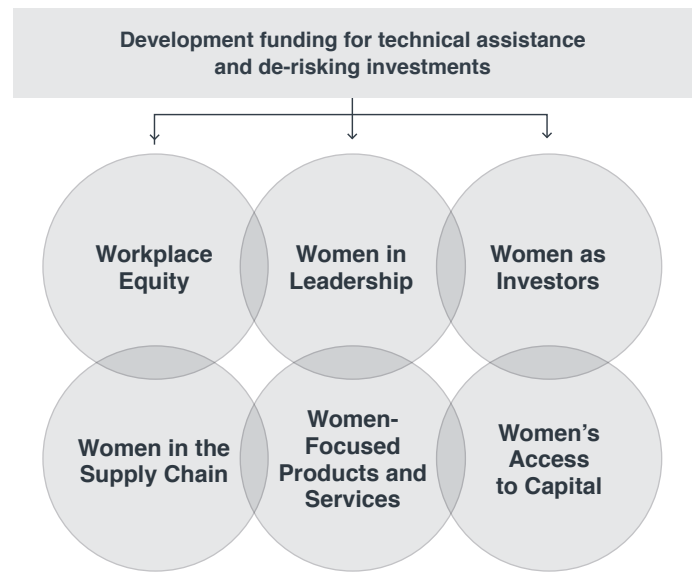 Development funding for technical assistance
and de-risking investments
Workplace
Equity
Women in
Leadership
Women as
Investors
Women in the
Supply Chain
Women-
Focused
Products and
Services
Women’s
Access
to Capital